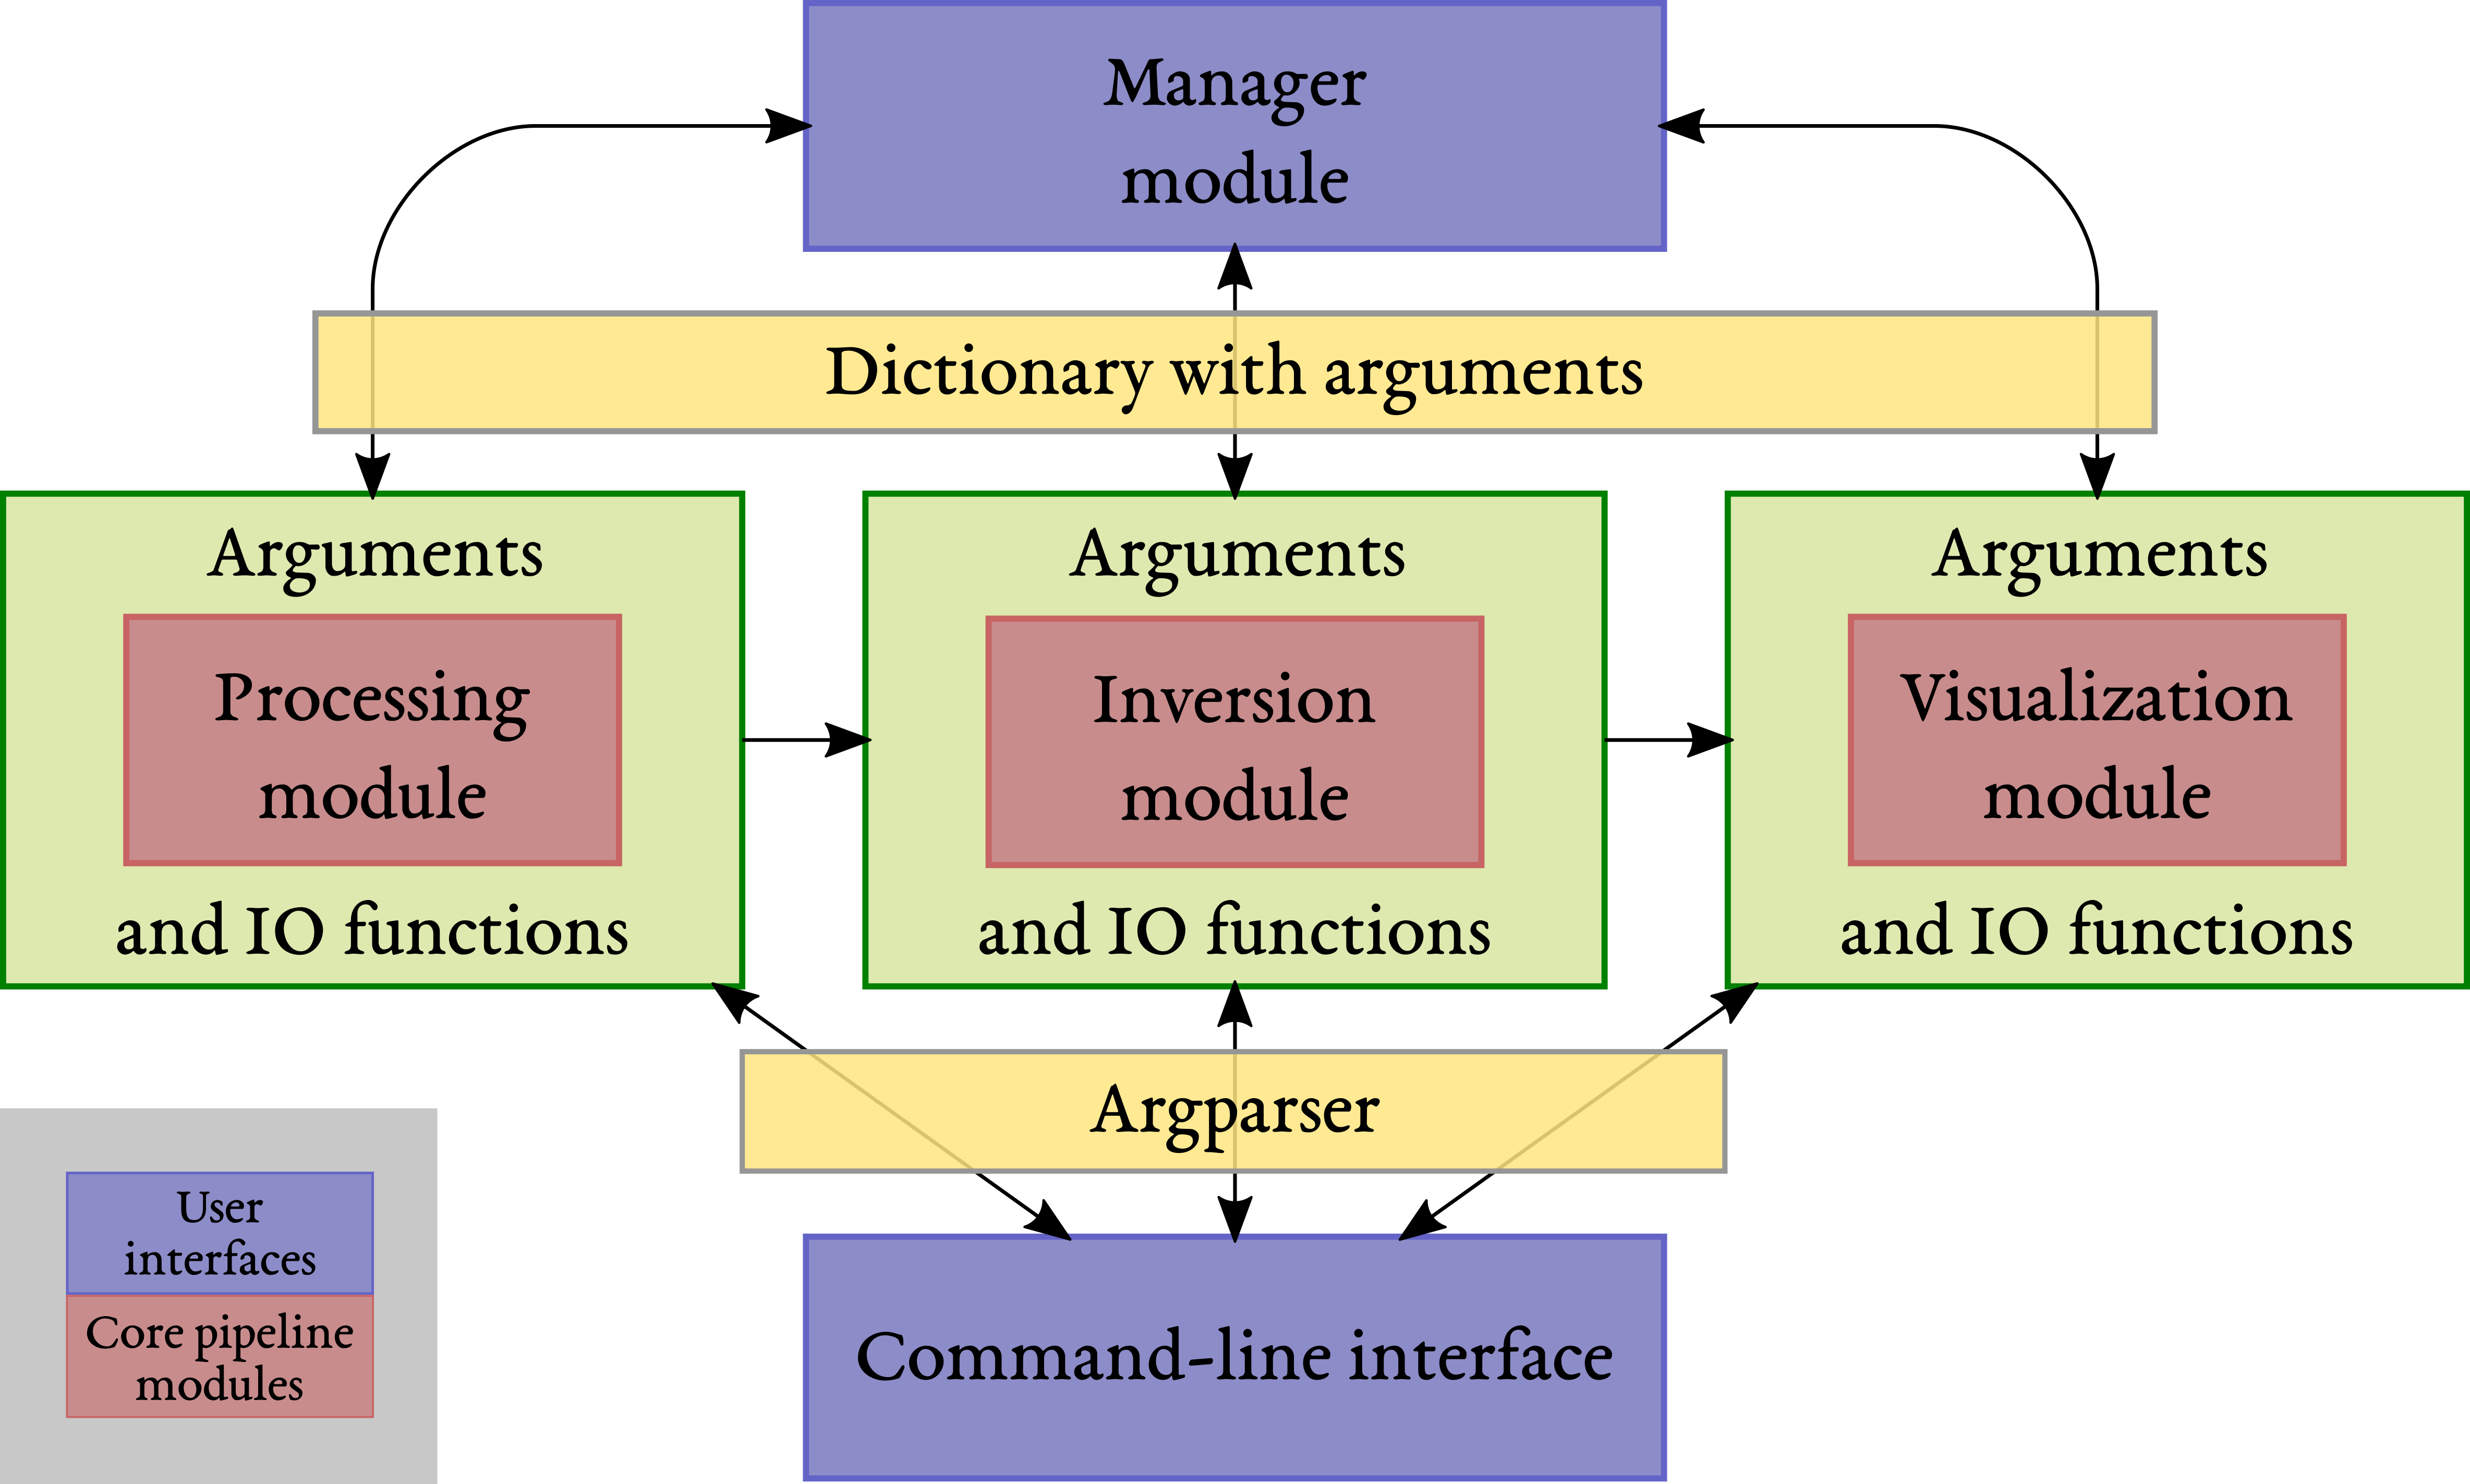 Manager
module
Dictionary with arguments
Arguments
Processing
module
and IO functions
Arguments
Inversion
module
and IO functions
Arguments
Visualization
module
and IO functions
Argparser
Command-line interface
User
interfaces
Core pipeline
modules